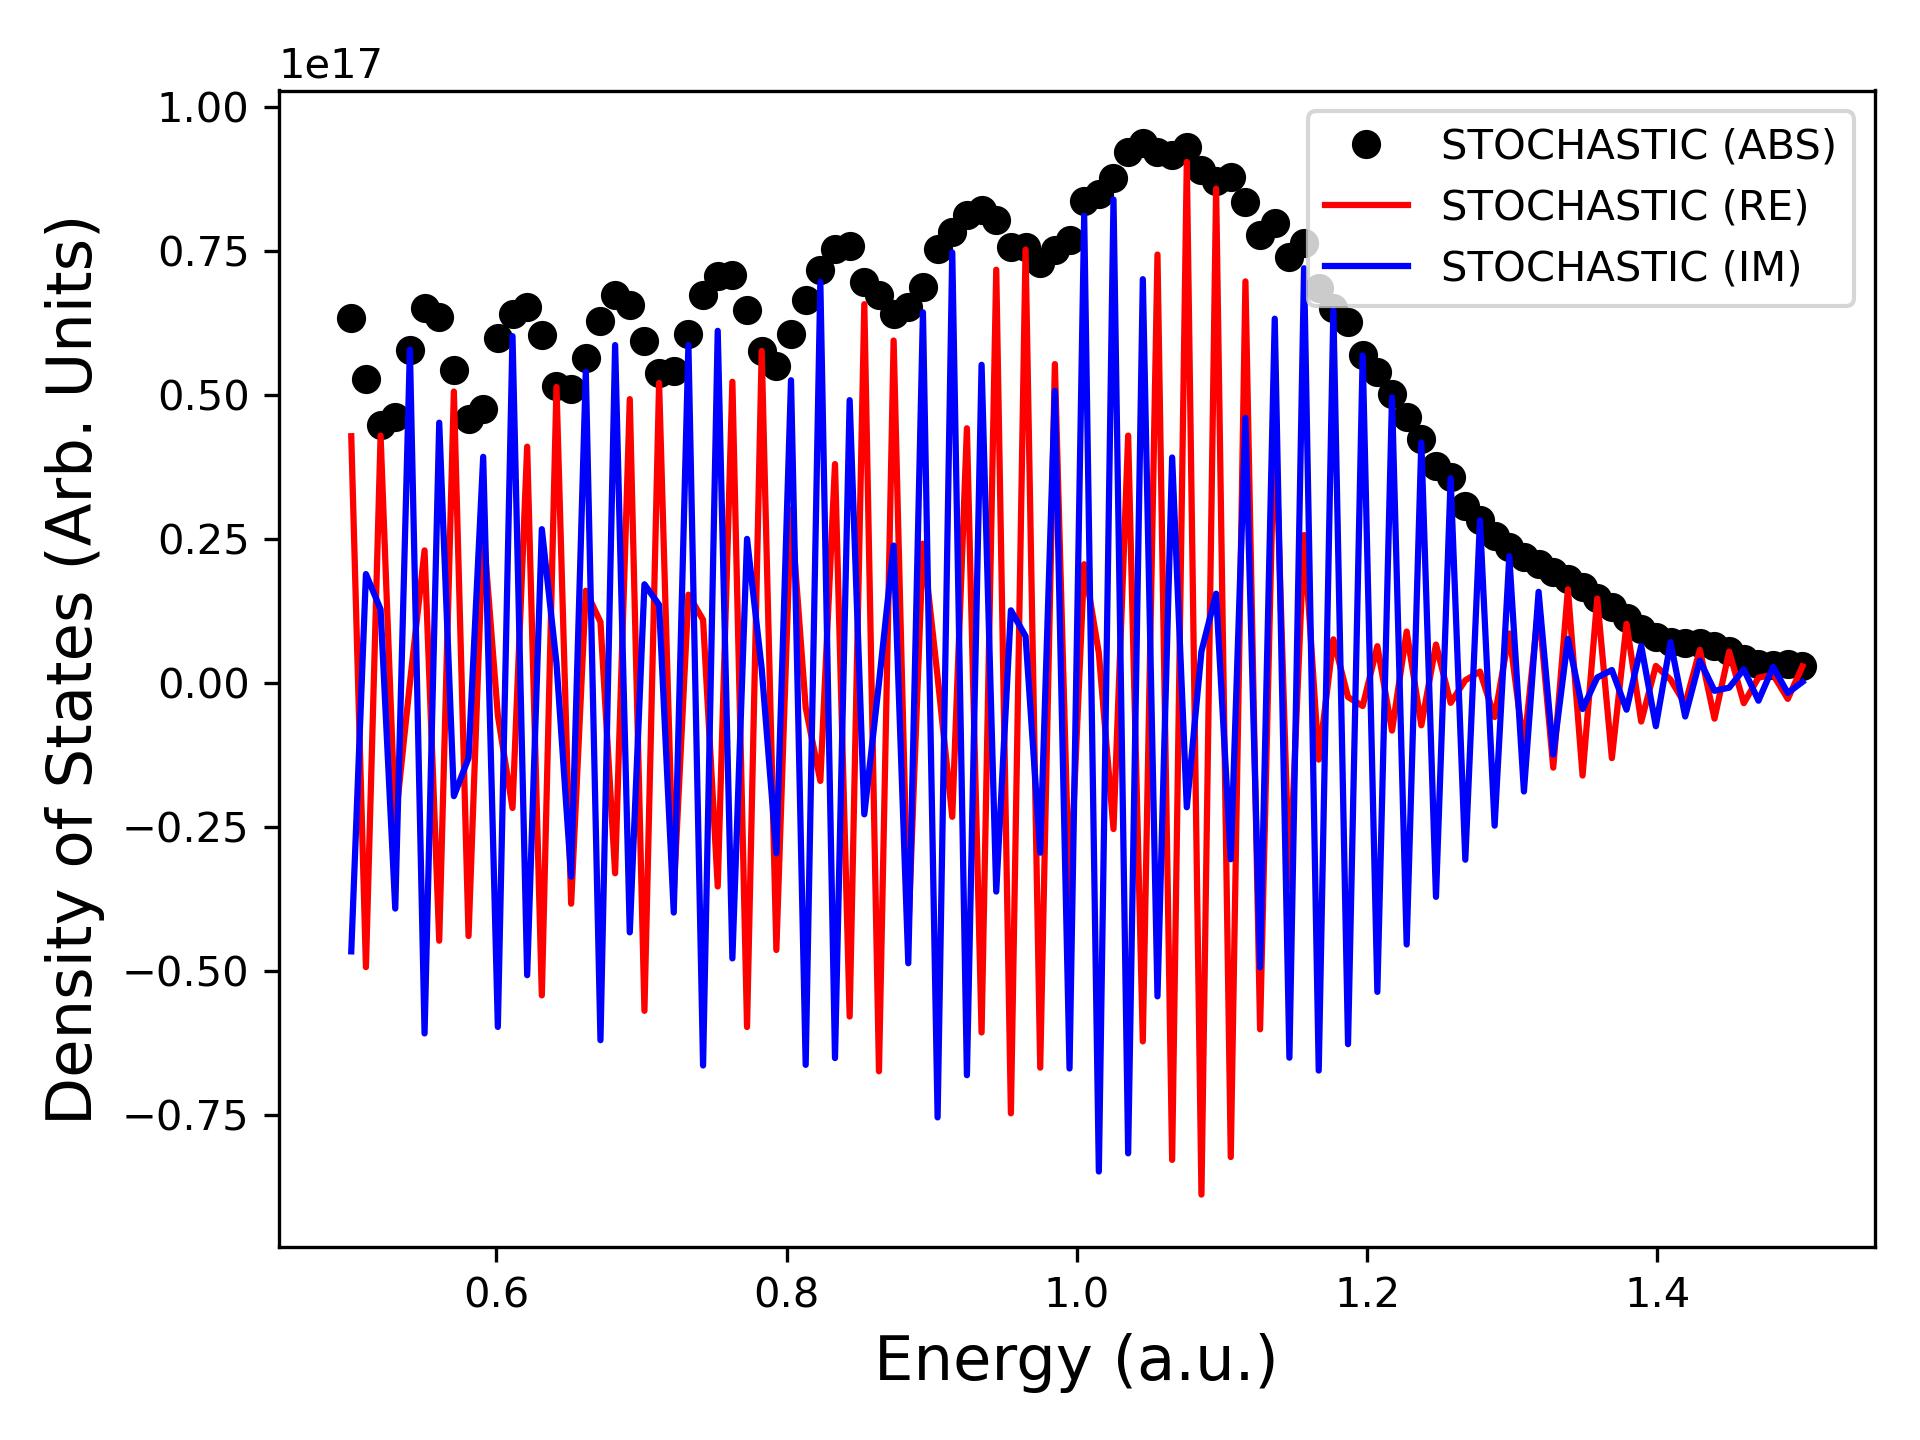 1e17
1.00
0.75
0.50
0.25
0.00
−0.25
−0.50
−0.75
Density of States (Arb. Units)
STOCHASTIC (ABS)
STOCHASTIC (RE)
STOCHASTIC (IM)
0.6 0.8 1.0 1.2 1.4
Energy (a.u.)